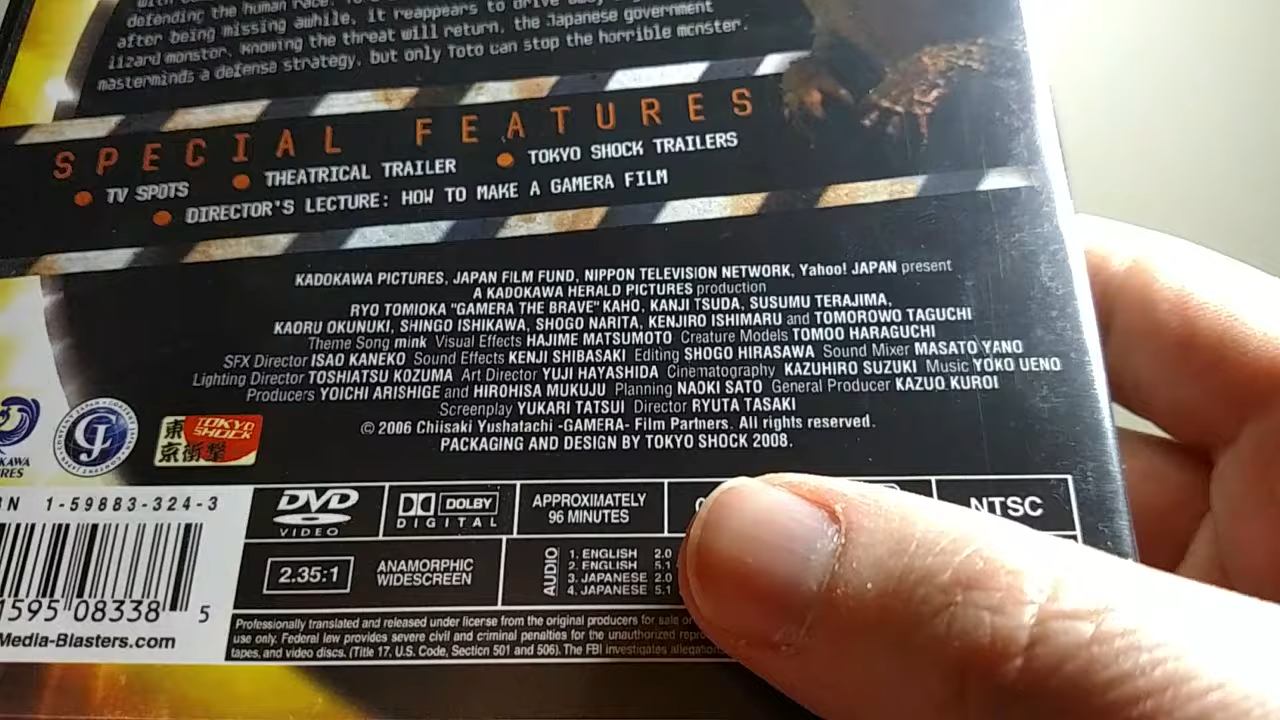 defending the human race.
after being missing awhile, it reappears to drive
lizard monster. Knowing the threat will return, the Japanese government
masterminds a defense strategy, but only Toto can stop the horrible monster.
SPECIAL FEATURES
TV SPOTS
THEATRICAL TRAILER
TOKYO SHOCK TRAILERS
DIRECTOR'S LECTURE: HOW TO MAKE A GAMERA FILM
KADOKAWA PICTURES, JAPAN FILM FUND, NIPPON TELEVISION NETWORK, Yahoo! JAPAN present
A KADOKAWA HERALD PICTURES production
RYO TOMIOKA "GAMERA THE BRAVE" KAHO, KANJI TSUDA, SUSUMU TERAJIMA,
KAORU OKUNUKI, SHINGO ISHIKAWA, SHOGO NARITA, KENJIRO ISHIMARU and TOMOROWO TAGUCHI
Theme Song mink Visual Effects HAJIME MATSUMOTO Creature Models TOMOO HARAGUCHI
SFX Director ISAO KANEKO Sound Effects KENJI SHIBASAKI Editing SHOGO HIRASAWA Sound Mixer MASATO YANO
Lighting Director TOSHIATSU KOZUMA Art Director YUJI HAYASHIDA Cinematography KAZUHIRO SUZUKI Music YOKO UENO
Producers YOICHI ARISHIGE and HIROHISA MUKUJU Planning NAOKI SATO General Producer KAZUO KUROI
Screenplay YUKARI TATSUI Director RYUTA TASAKI
© 2006 Chiisaki Yushatachi -GAMERA- Film Partners. All rights reserved.
PACKAGING AND DESIGN BY TOKYO SHOCK 2008.
TOKYO
SHOCK
東
京衝撃
1-59883-324-3
DVD
VIDEO
DOLBY
DIGITAL
APPROXIMATELY
96 MINUTES
NTSC
2.35:1
ANAMORPHIC
WIDESCREEN
AUDIO
1. ENGLISH 2.0
2. ENGLISH 5.1
3. JAPANESE 2.0
4. JAPANESE 5.1
1595 08338 5
Media-Blasters.com
Professionally translated and released under license from the original producers for sale or
use only. Federal law provides severe civil and criminal penalties for the unauthorized
tapes, and video discs. (Title 17, U.S. Code, Section 501 and 506). The FBI investigates